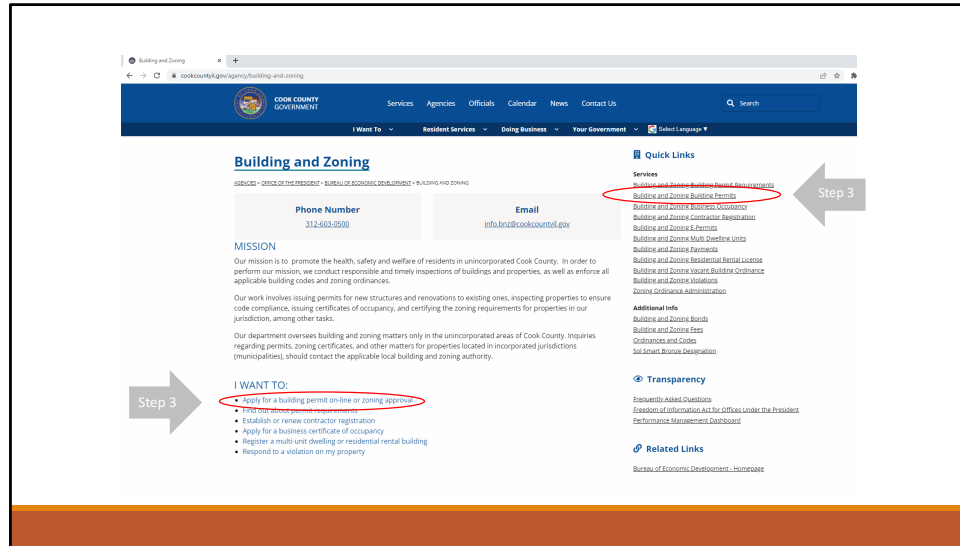 Building and Zoning
cookcountyil.gov/agency/building-and-zoning
COOK COUNTY
GOVERNMENT
Services Agencies Officials Calendar News Contact Us
Search
I Want To Resident Services Doing Business Your Government Select Language ▼
Building and Zoning
AGENCIES » OFFICE OF THE PRESIDENT » BUREAU OF ECONOMIC DEVELOPMENT » BUILDING AND ZONING
Phone Number
312-603-0500
Email
info.bnz@cookcountyil.gov
MISSION
Our mission is to promote the health, safety and welfare of residents in unincorporated Cook County. In order to
perform our mission, we conduct responsible and timely inspections of buildings and properties, as well as enforce all
applicable building codes and zoning ordinances.
Our work involves issuing permits for new structures and renovations to existing ones, inspecting properties to ensure
code compliance, issuing certificates of occupancy, and certifying the zoning requirements for properties in our
jurisdiction, among other tasks.
Our department oversees building and zoning matters only in the unincorporated areas of Cook County. Inquiries
regarding permits, zoning certificates, and other matters for properties located in incorporated jurisdictions
(municipalities), should contact the applicable local building and zoning authority.
I WANT TO:
Step 3
• Apply for a building permit on-line or zoning approval
• Find out about permit requirements
• Establish or renew contractor registration
• Apply for a business certificate of occupancy
• Register a multi-unit dwelling or residential rental building
• Respond to a violation on my property
Quick Links
Services
Building and Zoning Building Permit Requirements
Building and Zoning Building Permits
Step 3
Building and Zoning Business Occupancy
Building and Zoning Contractor Registration
Building and Zoning E-Permits
Building and Zoning Multi Dwelling Units
Building and Zoning Payments
Building and Zoning Residential Rental License
Building and Zoning Vacant Building Ordinance
Building and Zoning Violations
Zoning Ordinance Administration
Additional Info
Building and Zoning Bonds
Building and Zoning Fees
Ordinances and Codes
Sol Smart Bronze Designation
Transparency
Frequently Asked Questions
Freedom of Information Act for Offices Under the President
Performance Management Dashboard
Related Links
Bureau of Economic Development - Homepage